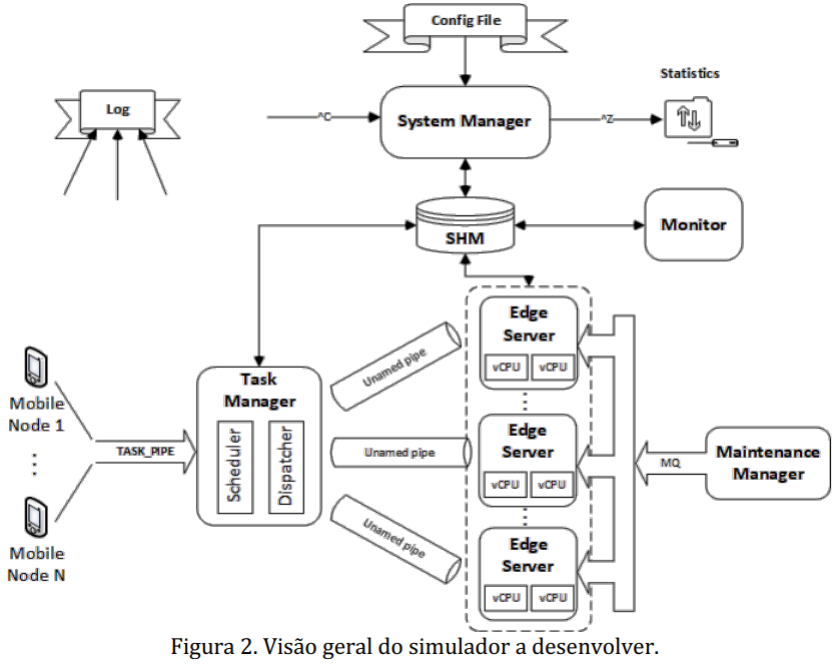 Config File
Statistics
Log
^C
System Manager
^Z
SHM
Monitor
Edge
Server
vCPU vCPU
Unamed pipe
Task
Manager
Mobile
Node 1
TASK_PIPE
Scheduler
Dispatcher
Unamed pipe
Edge
Server
vCPU vCPU
MQ
Maintenance
Manager
Unamed pipe
Mobile
Node N
Edge
Server
vCPU vCPU
Figura 2. Visão geral do simulador a desenvolver.